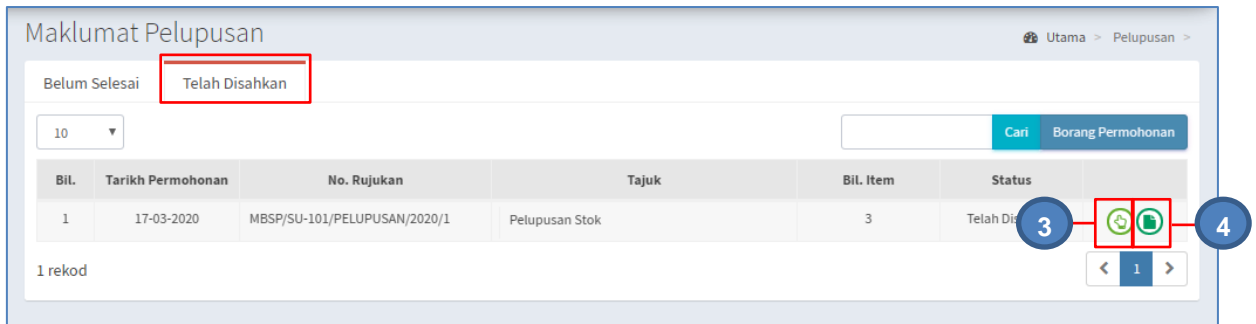 Maklumat Pelupusan
Utama > Pelupusan >
Belum Selesai Telah Disahkan
10
Cari Borang Permohonan
Bil. Tarikh Permohonan No. Rujukan Tajuk Bil. Item Status
1 17-03-2020 MBSP/SU-101/PELUPUSAN/2020/1 Pelupusan Stok 3 Telah
3 4
1 rekod
< 1 >